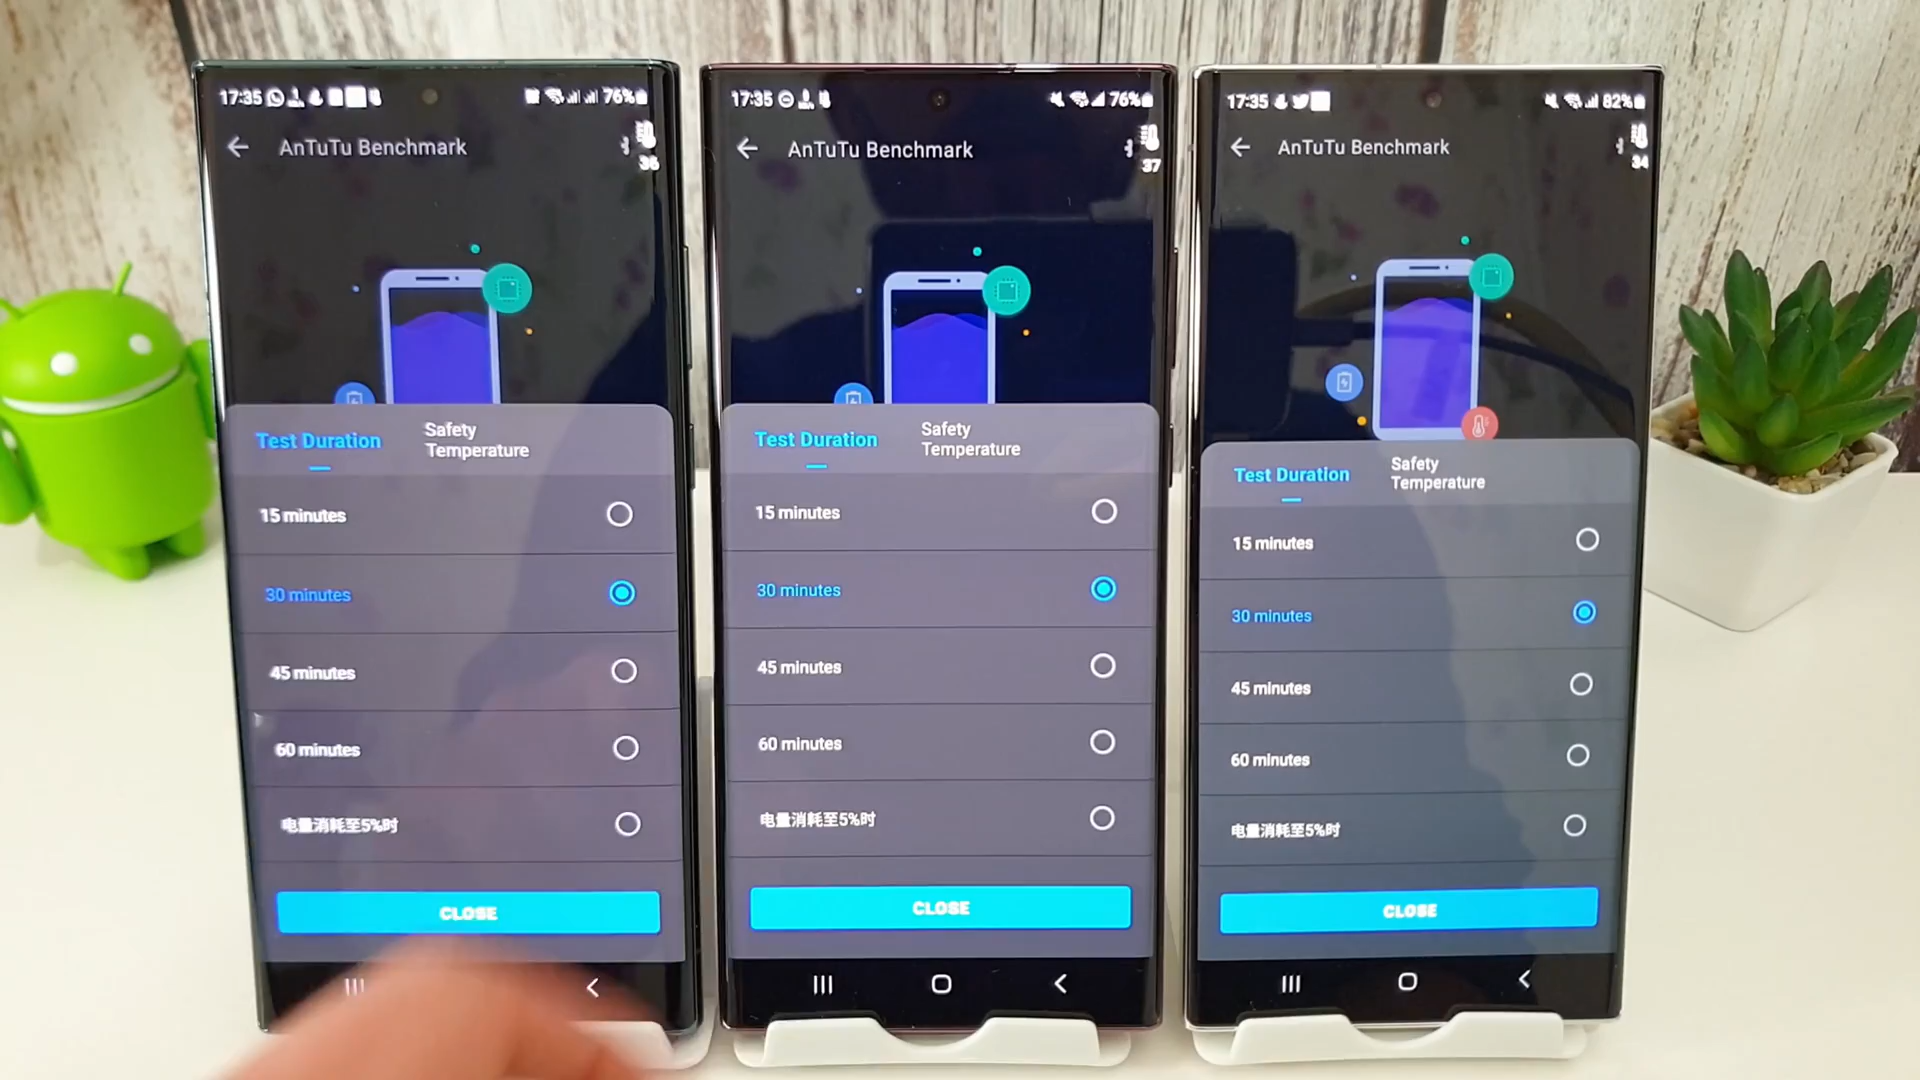 17:35
76%
AnTuTu Benchmark
36
Test Duration
Safety
Temperature
15 minutes
30 minutes
45 minutes
60 minutes
电量消耗至5%时
CLOSE
17:35
76%
AnTuTu Benchmark
37
Test Duration
Safety
Temperature
15 minutes
30 minutes
45 minutes
60 minutes
电量消耗至5%时
CLOSE
17:35
82%
AnTuTu Benchmark
34
Test Duration
Safety
Temperature
15 minutes
30 minutes
45 minutes
60 minutes
电量消耗至5%时
CLOSE